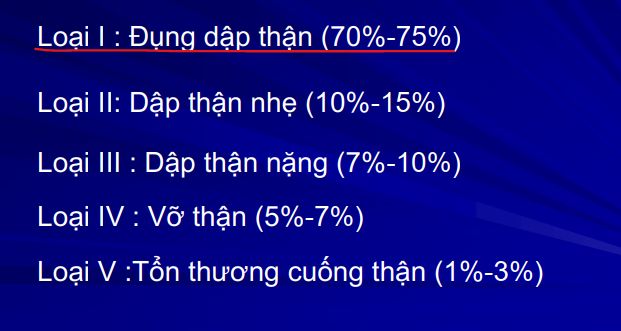 Loại I : Đụng dập thận (70%-75%)
Loại II: Dập thận nhẹ (10%-15%)
Loại III : Dập thận nặng (7%-10%)
Loại IV : Vỡ thận (5%-7%)
Loại V :Tổn thương cuống thận (1%-3%)